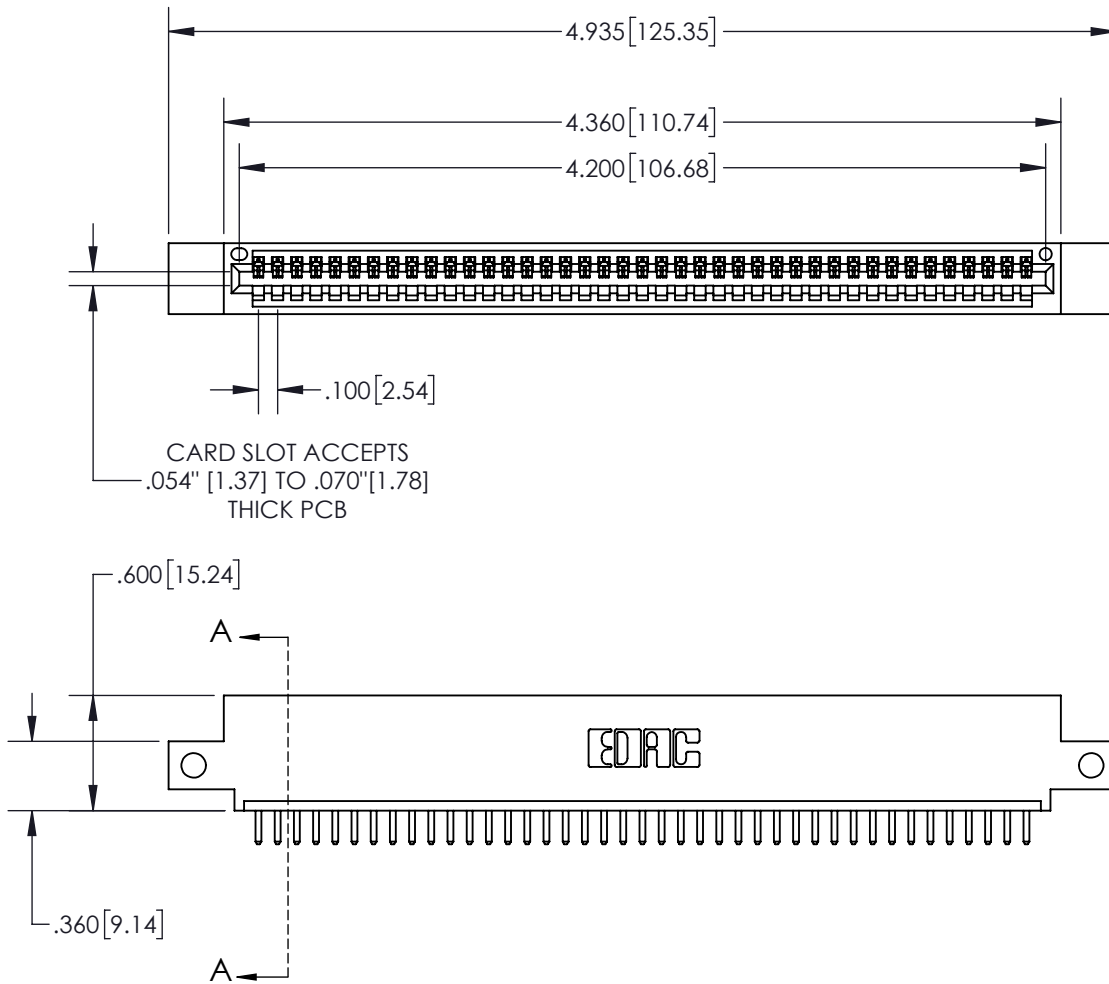 4.935[125.35]
4.360[110.74]
4.200[106.68]
.100[2.54]
CARD SLOT ACCEPTS
.054" [1.37] TO .070"[1.78]
THICK PCB
.600[15.24]
A
EDAC
.360[9.14]
A